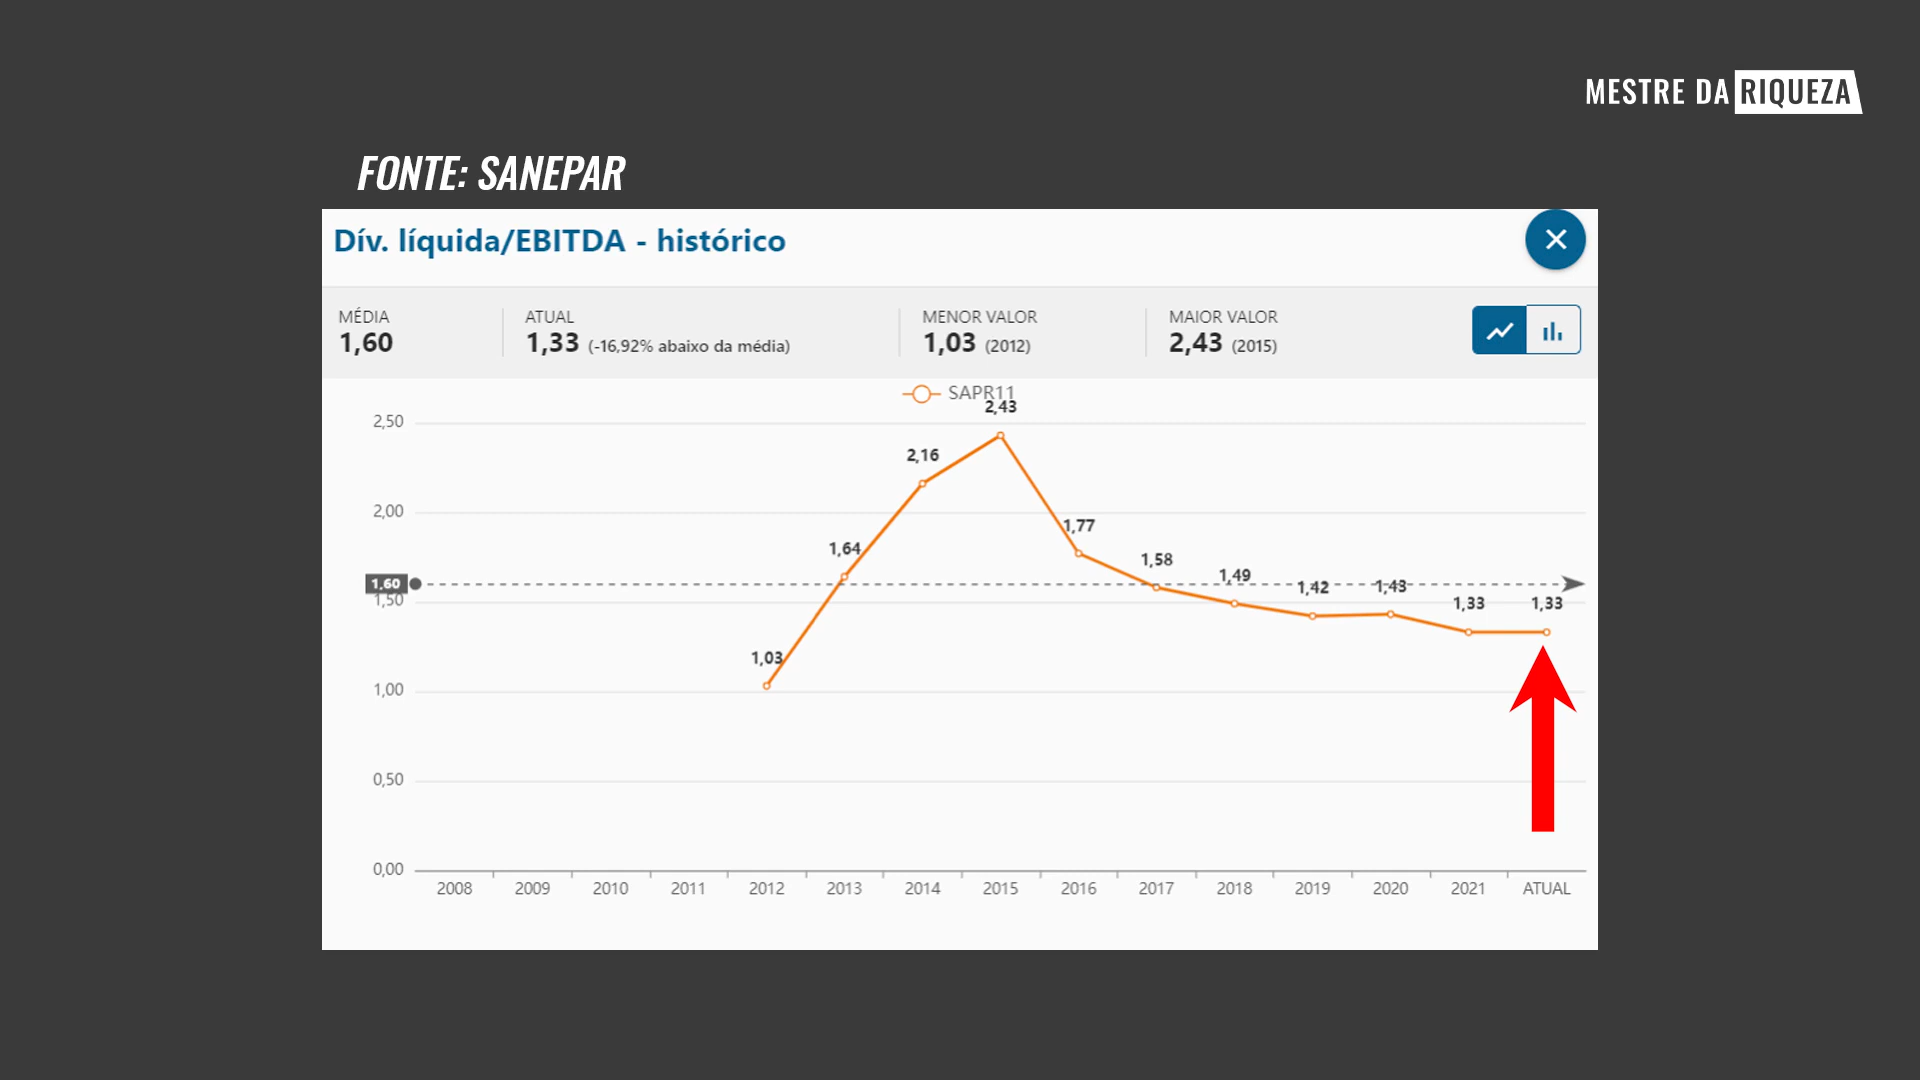 MESTRE DA RIQUEZA
FONTE: SANEPAR
Dív. líquida/EBITDA - histórico
MÉDIA
1,60
ATUAL
1,33 (-16,92% abaixo da média)
MENOR VALOR
1,03 (2012)
MAIOR VALOR
2,43 (2015)
SAPR11
2,43
2,50
2,16
2,00
1,77
1,64
1,58
1,49
1,42
1,43
1.60
1,50
1,33
1,33
1,03
1,00
0,50
0,00
2008 2009 2010 2011 2012 2013 2014 2015 2016 2017 2018 2019 2020 2021 ATUAL